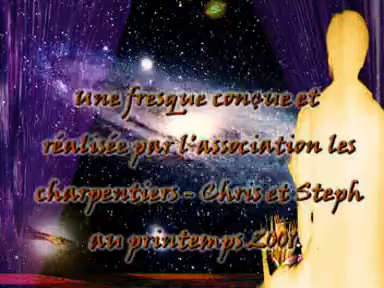 une fresque conçue et
réalisée par l'association les
charpentiers - Chris et Steph
au printemps 2001.